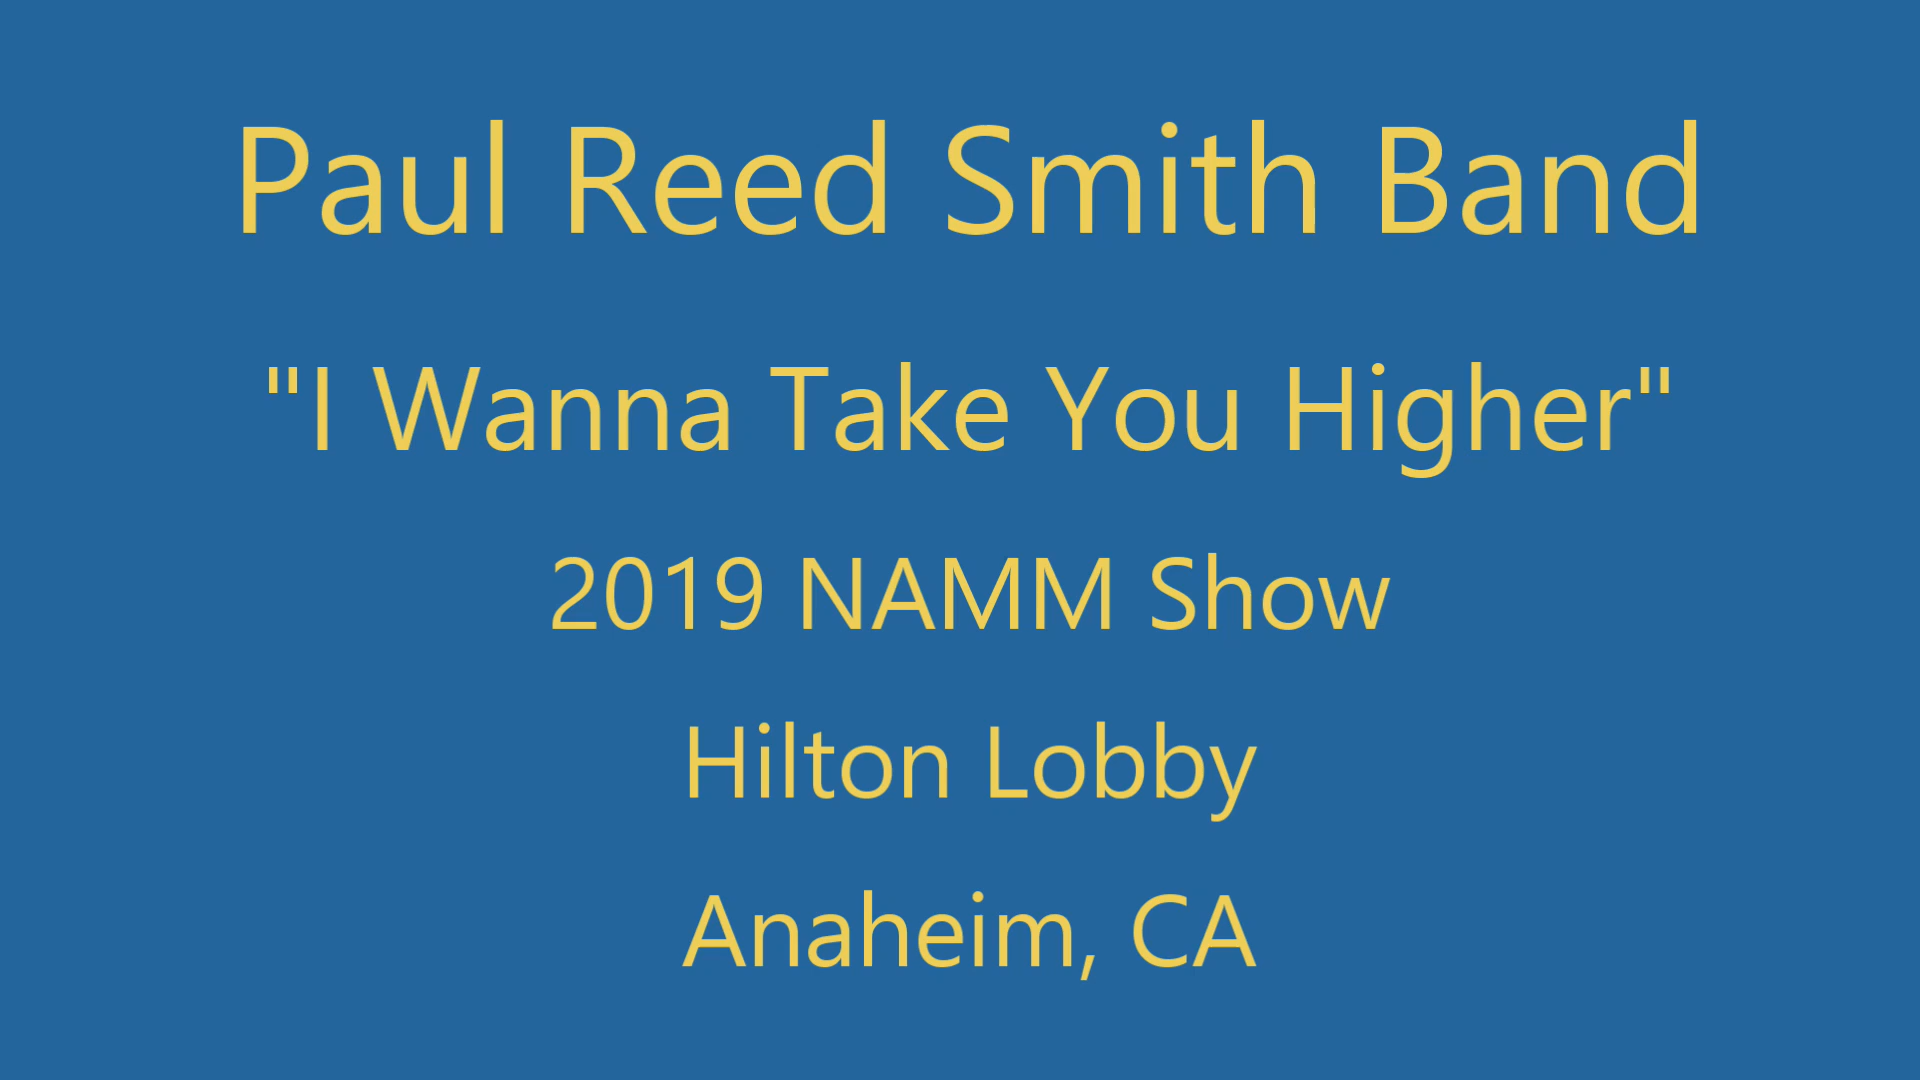 Paul Reed Smith Band
"I Wanna Take You Higher"
2019 NAMM Show
Hilton Lobby
Anaheim, CA